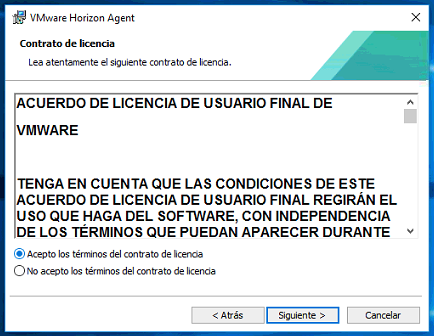 VMware Horizon Agent
Contrato de licencia
Lea atentamente el siguiente contrato de licencia.
ACUERDO DE LICENCIA DE USUARIO FINAL DE
VMWARE
TENGA EN CUENTA QUE LAS CONDICIONES DE ESTE
ACUERDO DE LICENCIA DE USUARIO FINAL REGIRÁN EL
USO QUE HAGA DEL SOFTWARE, CON INDEPENDENCIA
DE LOS TÉRMINOS QUE PUEDAN APARECER DURANTE
Acepto los términos del contrato de licencia
No acepto los términos del contrato de licencia
< Atrás Siguiente > Cancelar